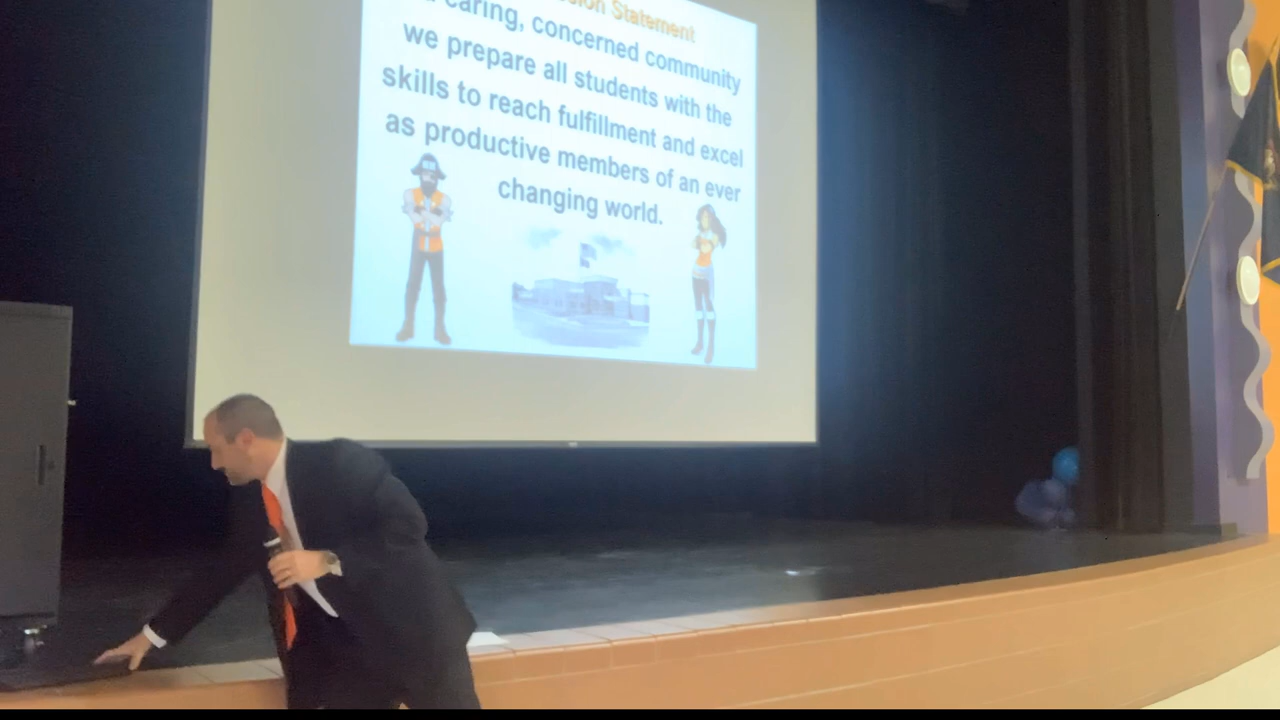 Statement
caring, concerned community
we prepare all students with the
skills to reach fulfillment and excel
as productive members of an ever
changing world.